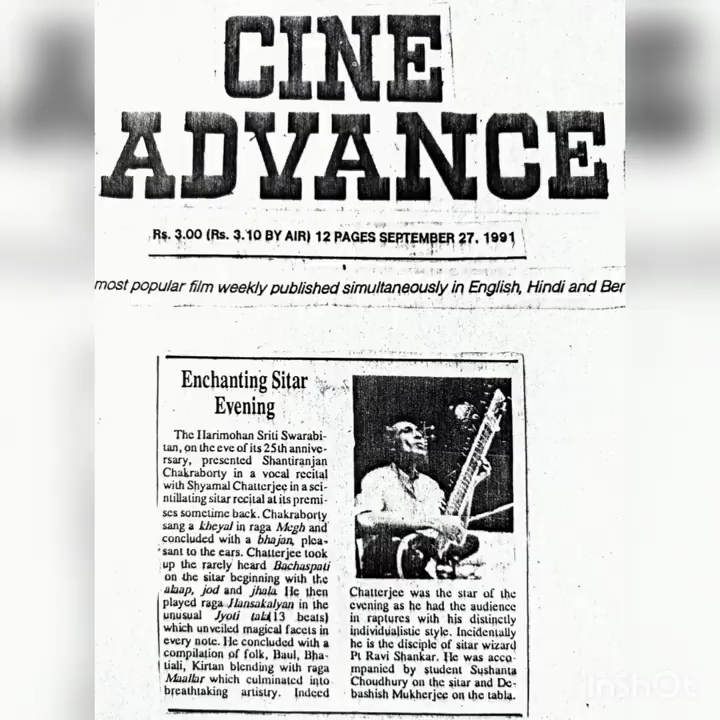 CINE
ADVANCE
Rs. 3.00 (Rs. 3.10 BY AIR) 12 PAGES SEPTEMBER 27, 1991
most popular film weekly published simultaneously in English, Hindi and Ben
Enchanting Sitar
Evening
The Harimohan Sriti Swarabi-
tan, on the eve of its 25th annive-
rsary, presented Shantiranjan
Chakraborty in a vocal recital
with Shyamal Chatterjee in a sci-
ntillating sitar recital at its premi-
ses sometime back. Chakraborty
sang a kheyal in raga Megh and
concluded with a bhajan, plea-
sant to the ears. Chatterjee took
up the rarely heard Bachaspati
on the sitar beginning with the
alaap, jod and jhala. He then
played raga Hansakalyan in the
unusual Jyoti tala(13 beats)
which unveiled magical facets in
every note. He concluded with a
compilation of folk, Baul, Bha-
tiali, Kirtan blending with raga
Maallar which culminated into
breathtaking artistry. Indeed
Chatterjee was the star of the
evening as he had the audience
in raptures with his distinctly
individualistic style. Incidentally
he is the disciple of sitar wizard
Pt Ravi Shankar. He was acco-
mpanied by student Sushanta
Choudhury on the sitar and De-
bashish Mukherjee on the tabla.
InShOt